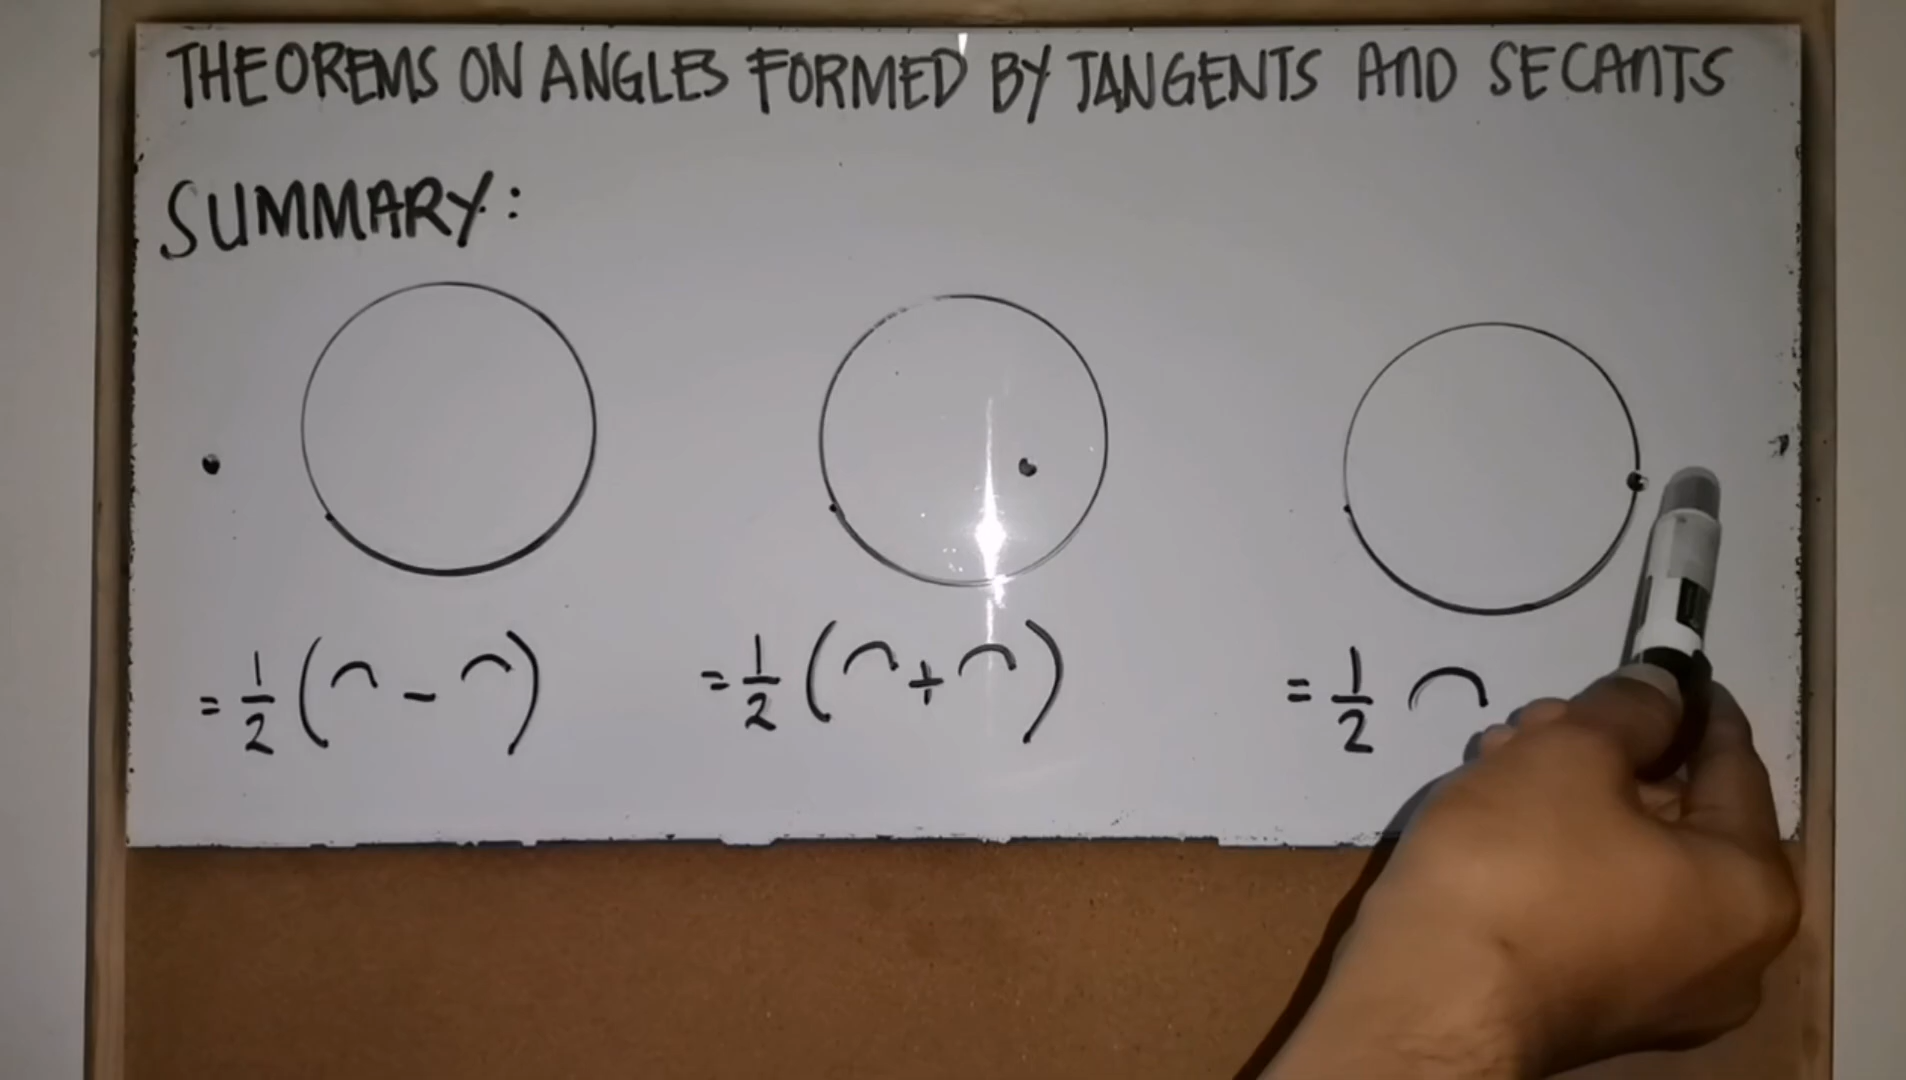 THEOREMS ON ANGLES FORMED BY TANGENTS AND SECANTS
SUMMARY:
= 1/2 (⌒ - ⌒)
= 1/2 (⌒ + ⌒)
= 1/2 ⌒